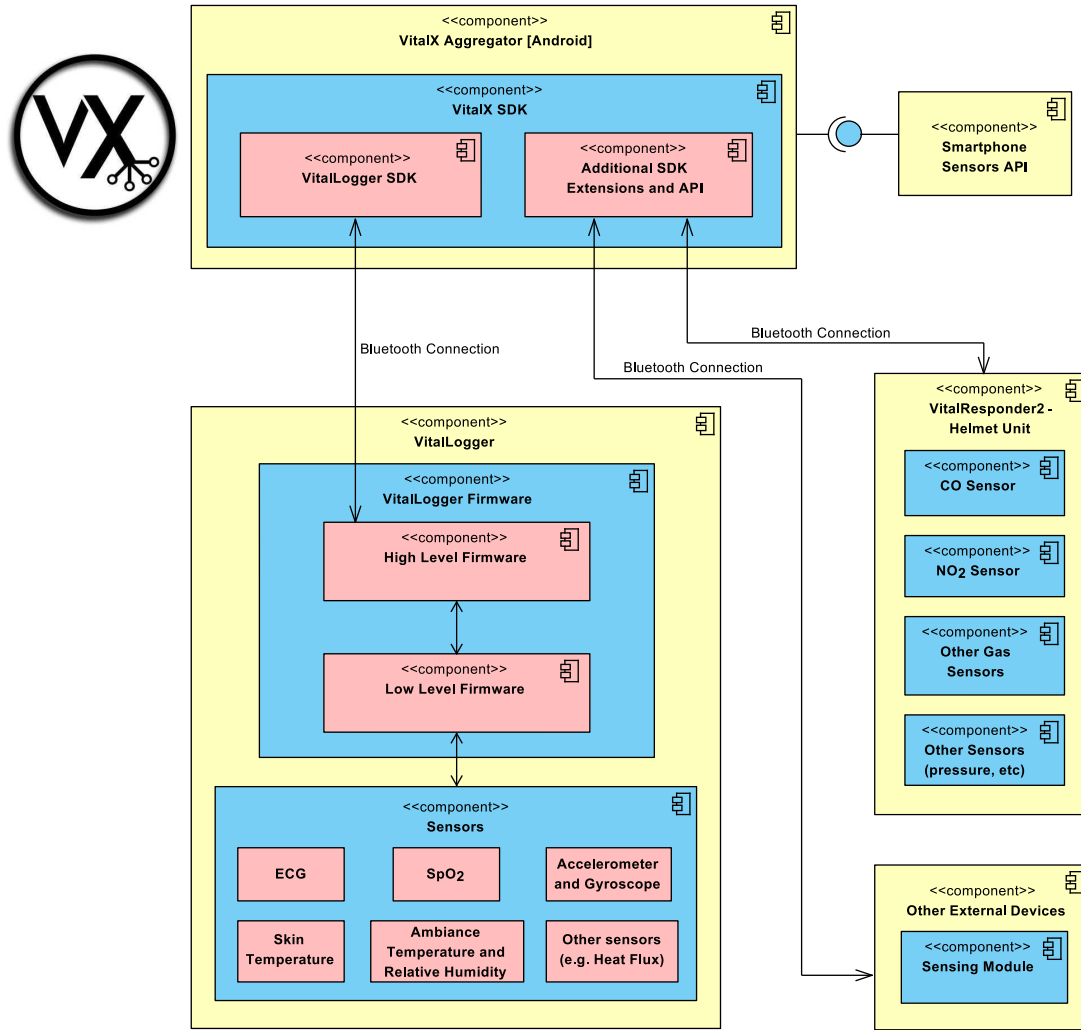 <<component>>
VitalX Aggregator [Android]
<<component>>
VitalX SDK
<<component>>
VitalLogger SDK
<<component>>
Additional SDK
Extensions and API
VX
<<component>>
Smartphone
Sensors API
Bluetooth Connection
Bluetooth Connection
Bluetooth Connection
<<component>>
VitalLogger
<<component>>
VitalLogger Firmware
<<component>>
High Level Firmware
<<component>>
Low Level Firmware
<<component>>
Sensors
ECG
SpO2
Accelerometer
and Gyroscope
Skin
Temperature
Ambiance
Temperature and
Relative Humidity
Other sensors
(e.g. Heat Flux)
<<component>>
VitalResponder2 -
Helmet Unit
<<component>>
CO Sensor
<<component>>
NO2 Sensor
<<component>>
Other Gas
Sensors
<<component>>
Other Sensors
(pressure, etc)
<<component>>
Other External Devices
<<component>>
Sensing Module